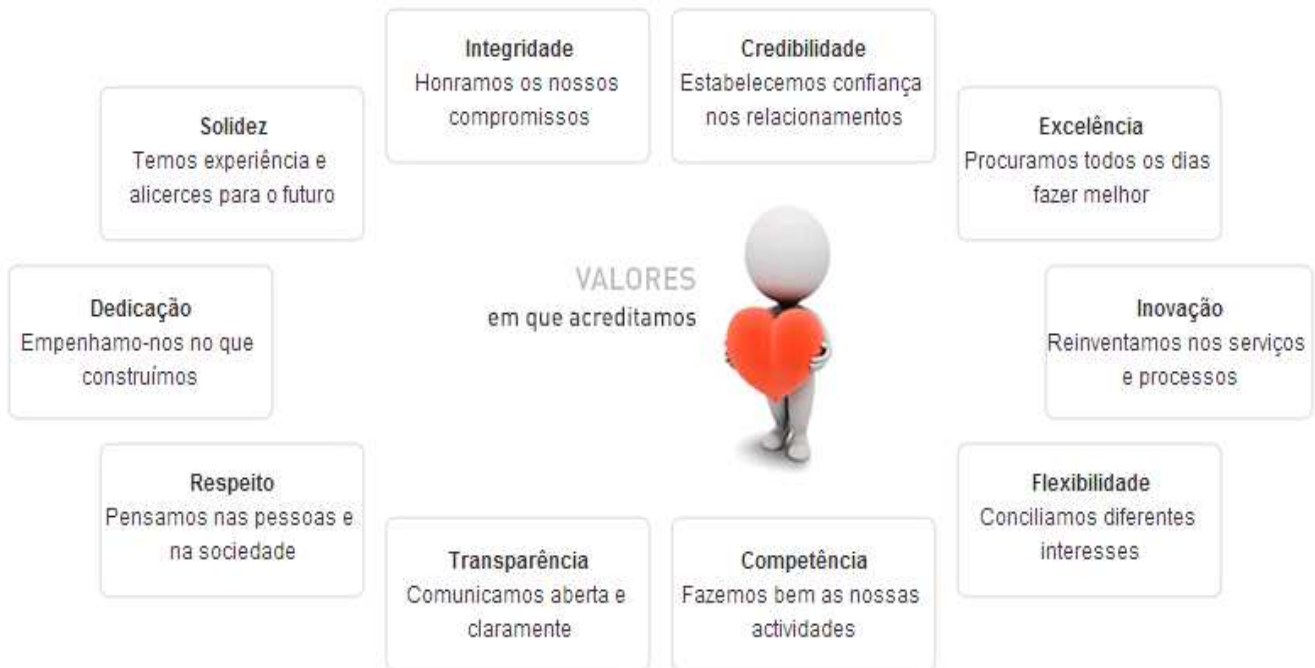 Integridade
Honramos os nossos
compromissos
Credibilidade
Estabelecemos confiança
nos relacionamentos
Solidez
Temos experiência e
alicerces para o futuro
Excelência
Procuramos todos os dias
fazer melhor
VALORES
em que acreditamos
Dedicação
Empenhamo-nos no que
construímos
Inovação
Reinventamos nos serviços
e processos
Respeito
Pensamos nas pessoas e
na sociedade
Flexibilidade
Conciliamos diferentes
interesses
Transparência
Comunicamos aberta e
claramente
Competência
Fazemos bem as nossas
actividades